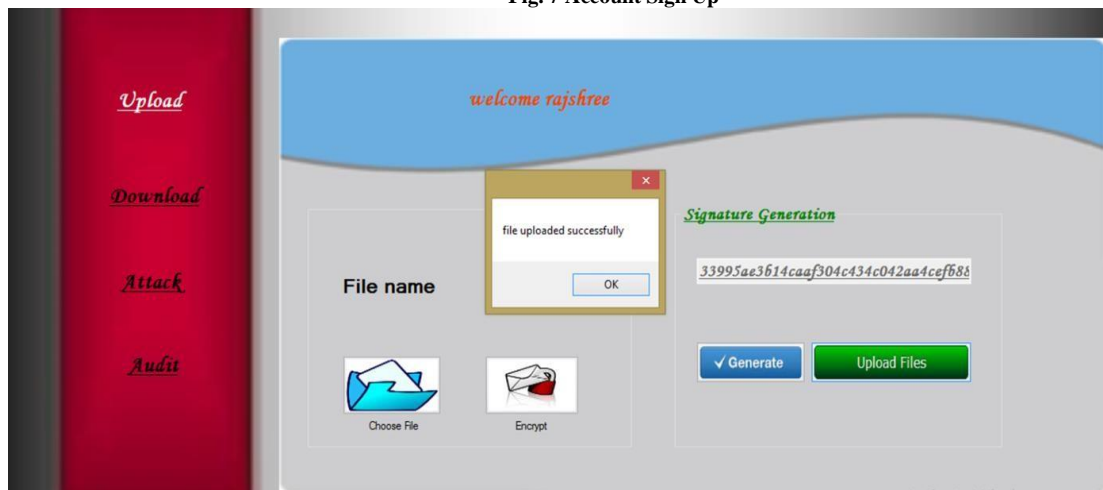 Fig. 7 Account Sign Up
Upload
Download
Attack
Audit
welcome rajshree
file uploaded successfully
OK
File name
Choose File
Encrypt
Signature Generation
33995ae3614caaf304c434c042aa4cefb88
✓ Generate
Upload Files